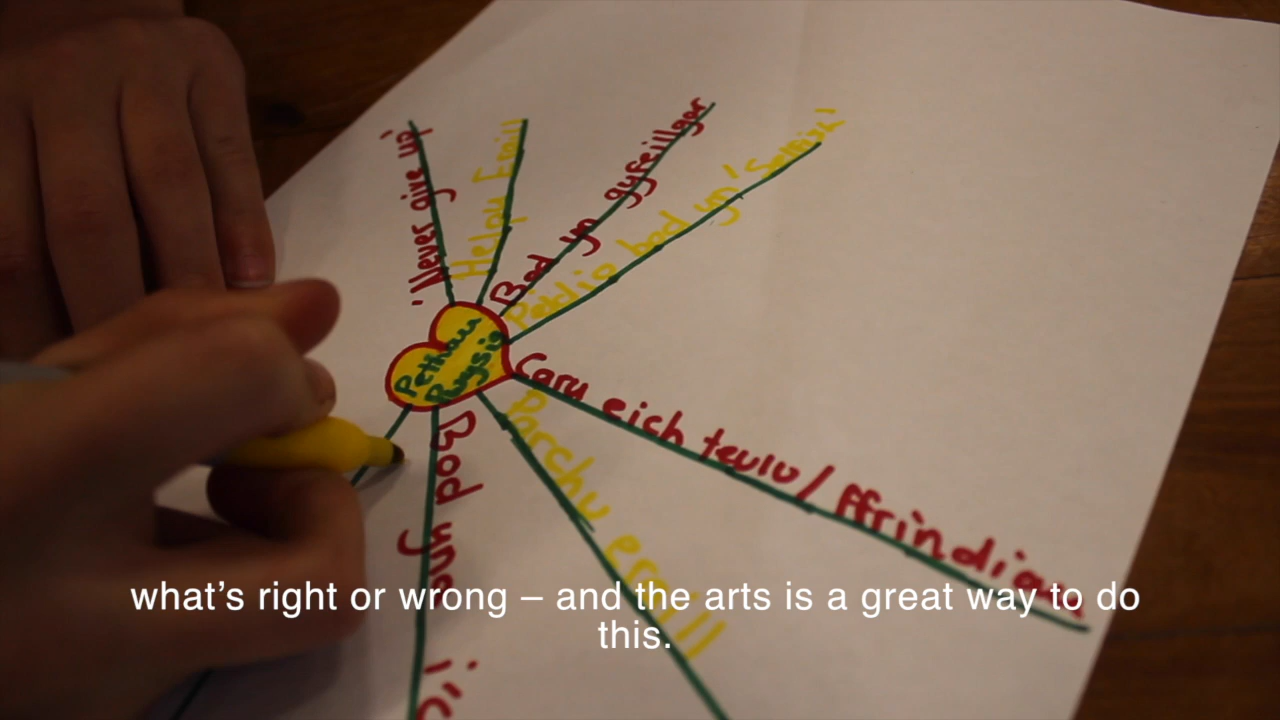 'Never give up'
Helpu Eraill
Bod yn gyfeillgar
Peidio bod yn
Pethau
Pwysig
Caru eich teulu/ffrindiau
Parchu eraill
Bod yn
what's right or wrong – and the arts is a great way to do
this.